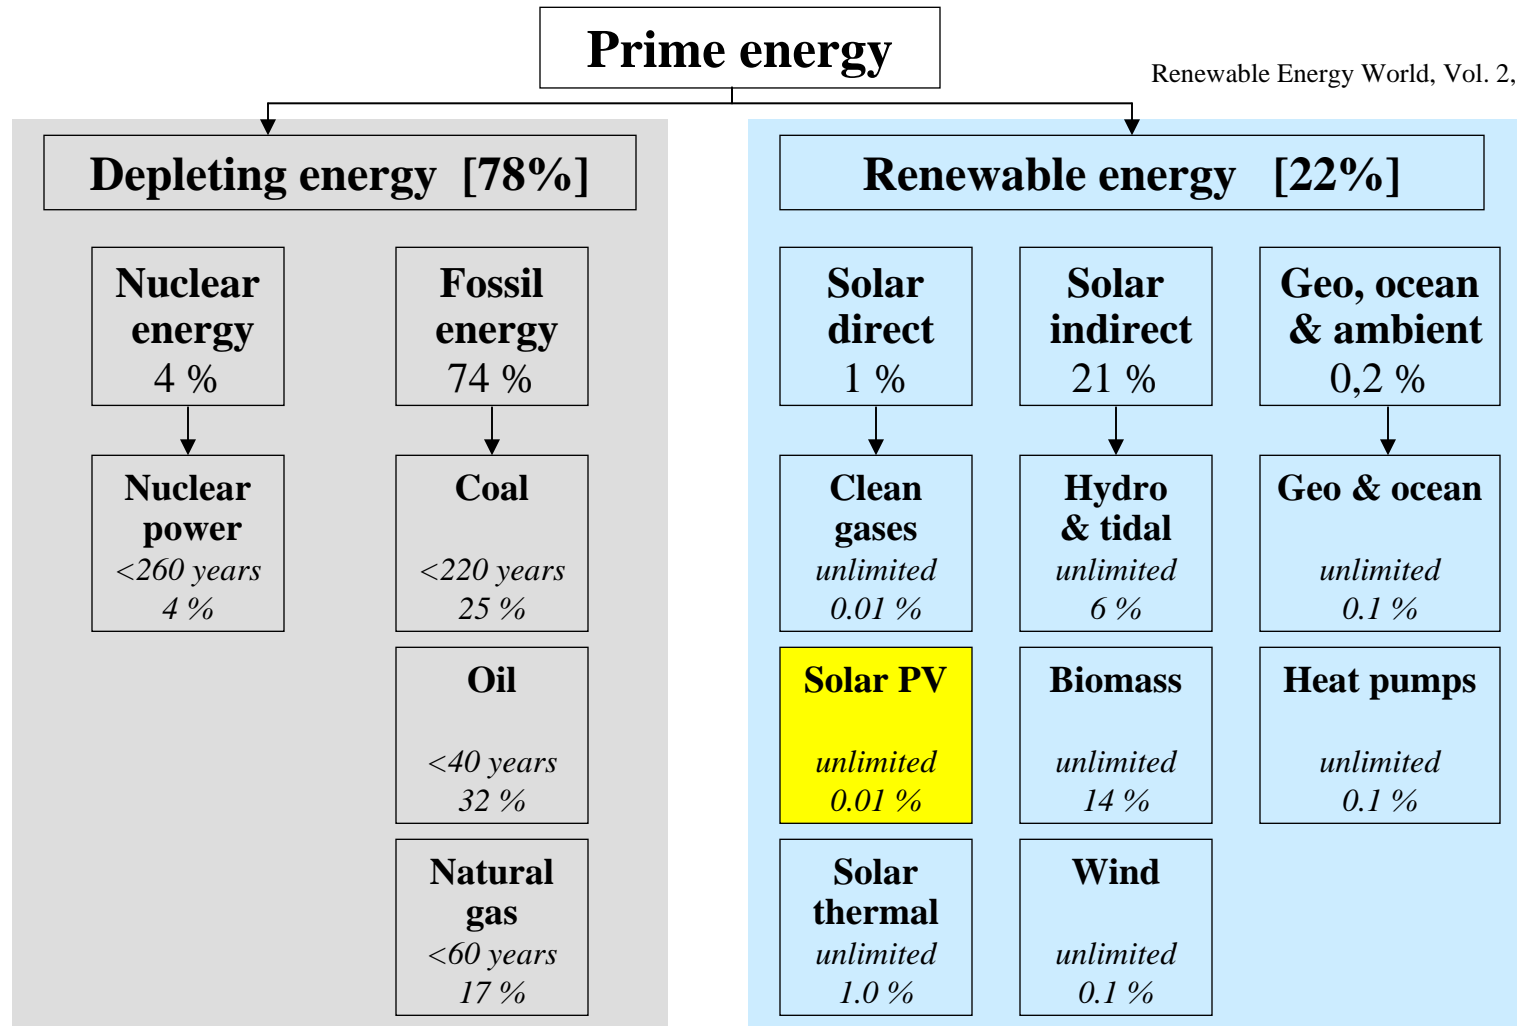 Prime energy
Renewable Energy World, Vol. 2,
Depleting energy [78%]
Renewable energy [22%]
Nuclear
energy
4 %
Fossil
energy
74 %
Solar
direct
1 %
Solar
indirect
21 %
Geo, ocean
& ambient
0,2 %
Nuclear
power
<260 years
4 %
Coal
<220 years
25 %
Clean
gases
unlimited
0.01 %
Hydro
& tidal
unlimited
6 %
Geo & ocean
unlimited
0.1 %
Oil
<40 years
32 %
Solar PV
unlimited
0.01 %
Biomass
unlimited
14 %
Heat pumps
unlimited
0.1 %
Natural
gas
<60 years
17 %
Solar
thermal
unlimited
1.0 %
Wind
unlimited
0.1 %